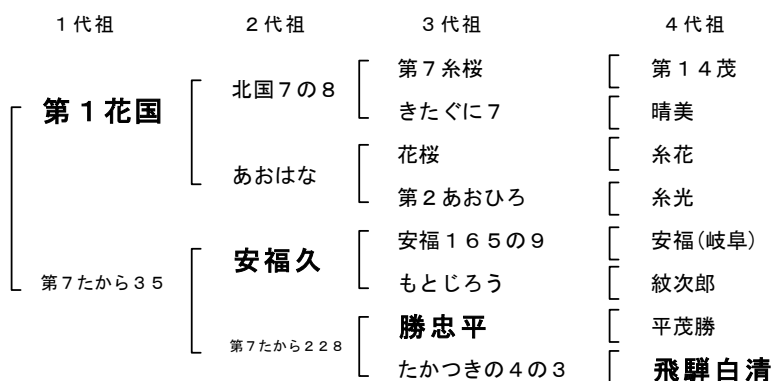 １代祖 ２代祖 ３代祖 ４代祖
第１花国
北国７の８
第７糸桜 第１４茂
きたぐに７ 晴美
あおはな
花桜 糸花
第２あおひろ 糸光
第７たから３５
安福久
安福１６５の９ 安福(岐阜)
もとじろう 紋次郎
第７たから２２８
勝忠平 平茂勝
たかつきの４の３ 飛騨白清